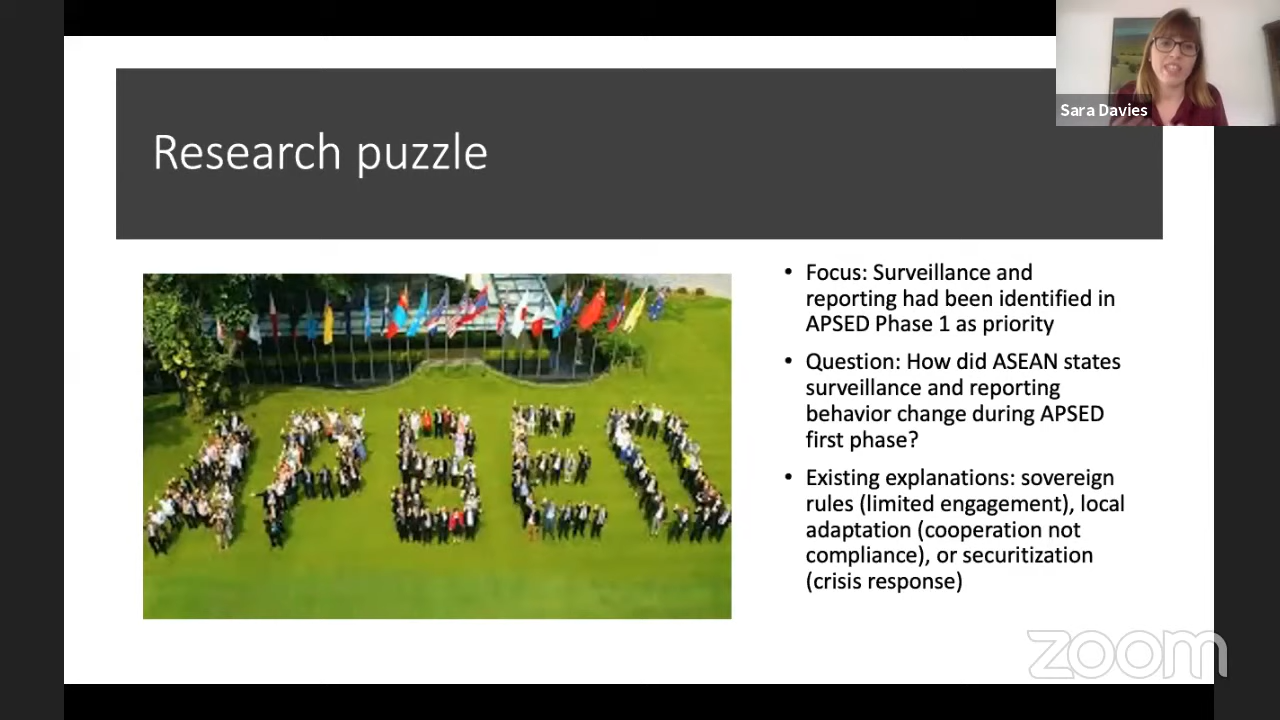 Sara Davies
Research puzzle
• Focus: Surveillance and
reporting had been identified in
APSED Phase 1 as priority
• Question: How did ASEAN states
surveillance and reporting
behavior change during APSED
first phase?
• Existing explanations: sovereign
rules (limited engagement), local
adaptation (cooperation not
compliance), or securitization
(crisis response)
APSED
zoom